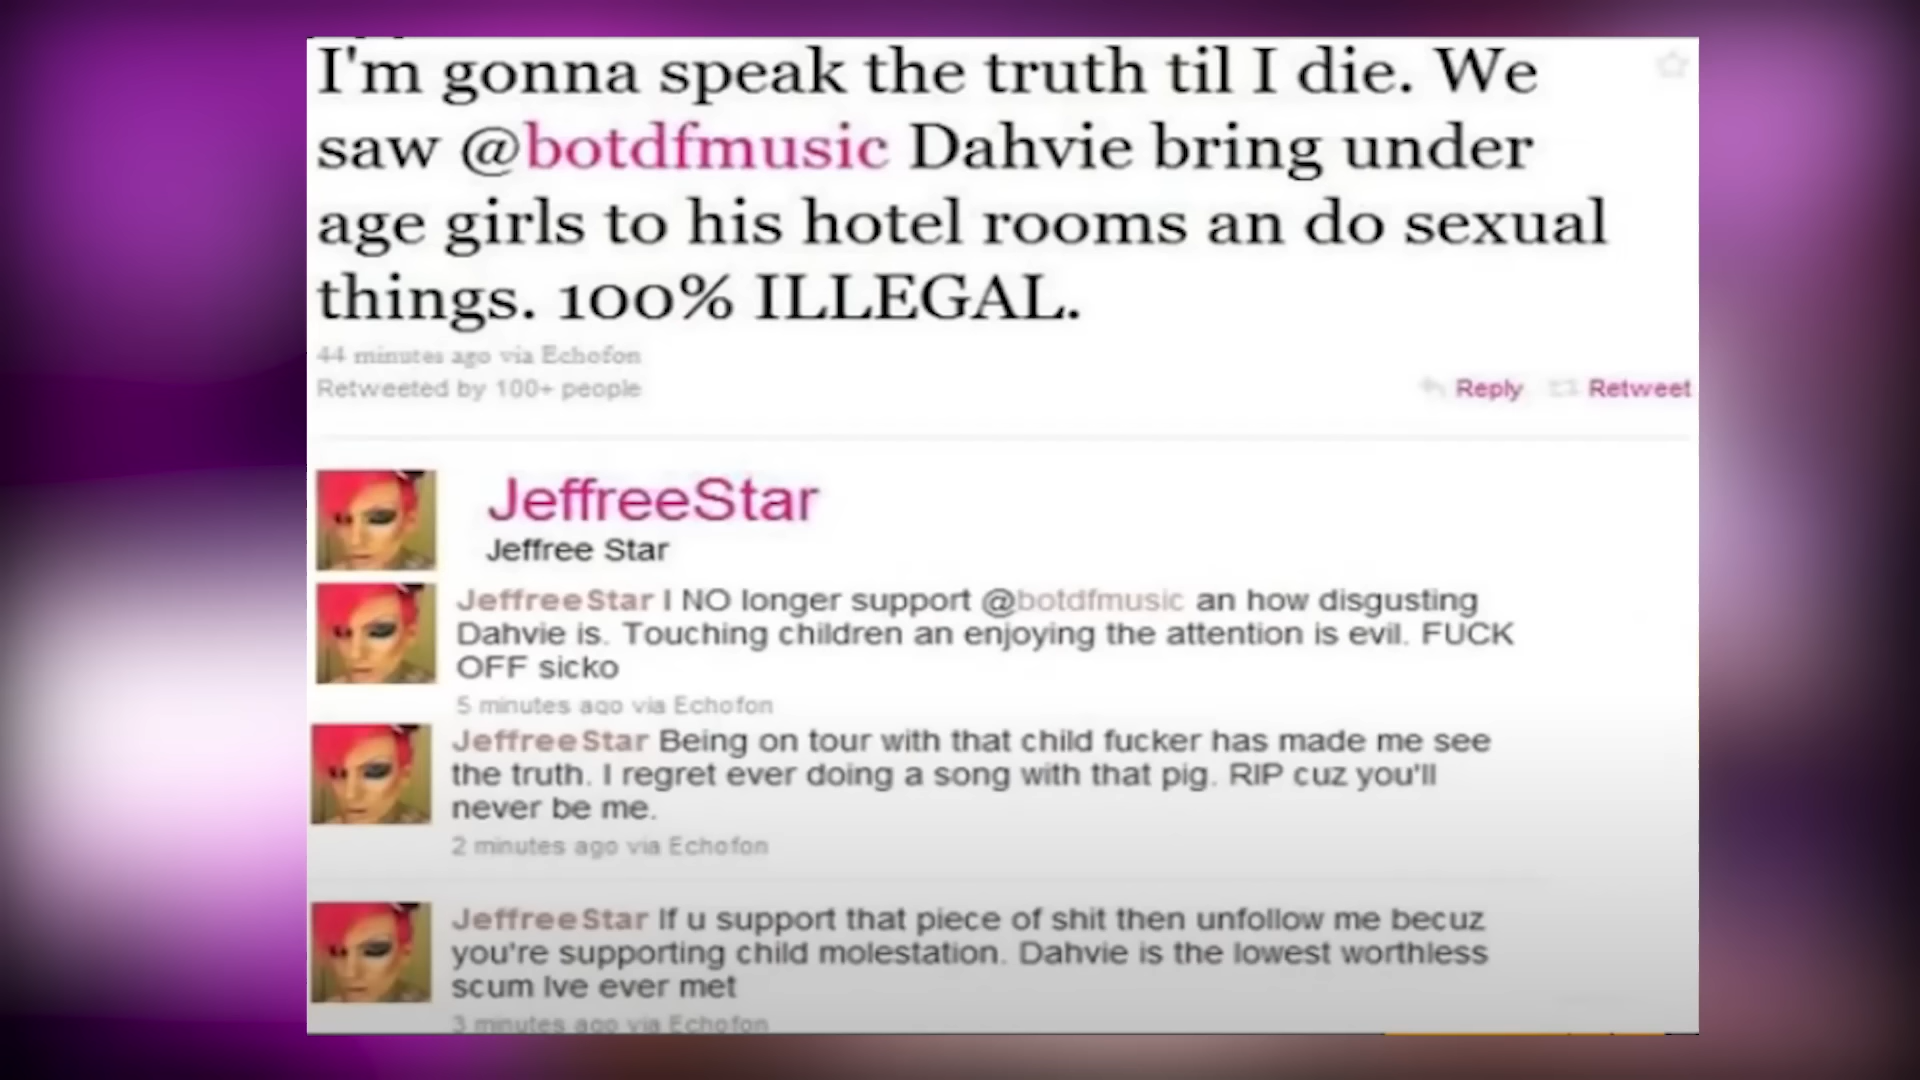 I'm gonna speak the truth til I die. We
saw @botdfmusic Dahvie bring under
age girls to his hotel rooms an do sexual
things. 100% ILLEGAL.
44 minutes ago via Echofon
Retweeted by 100+ people
Reply Retweet
JeffreeStar
Jeffree Star
JeffreeStar I NO longer support @botdfmusic an how disgusting
Dahvie is. Touching children an enjoying the attention is evil. FUCK
OFF sicko
5 minutes ago via Echofon
JeffreeStar Being on tour with that child fucker has made me see
the truth. I regret ever doing a song with that pig. RIP cuz you'll
never be me.
2 minutes ago via Echofon
JeffreeStar If u support that piece of shit then unfollow me becuz
you're supporting child molestation. Dahvie is the lowest worthless
scum Ive ever met
3 minutes ago via Echofon